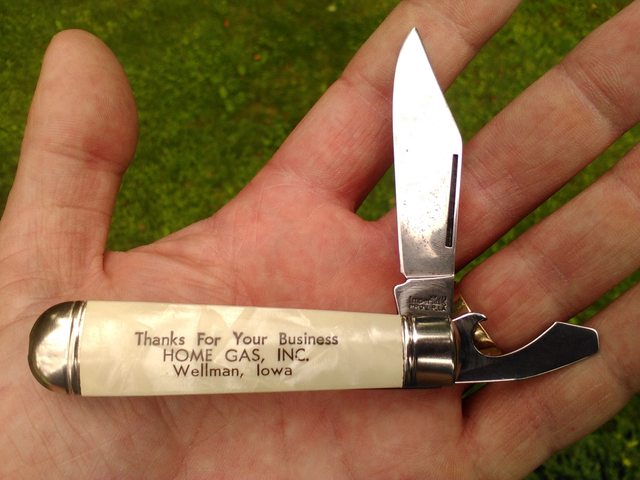 Thanks For Your Business
HOME GAS, INC.
Wellman, Iowa